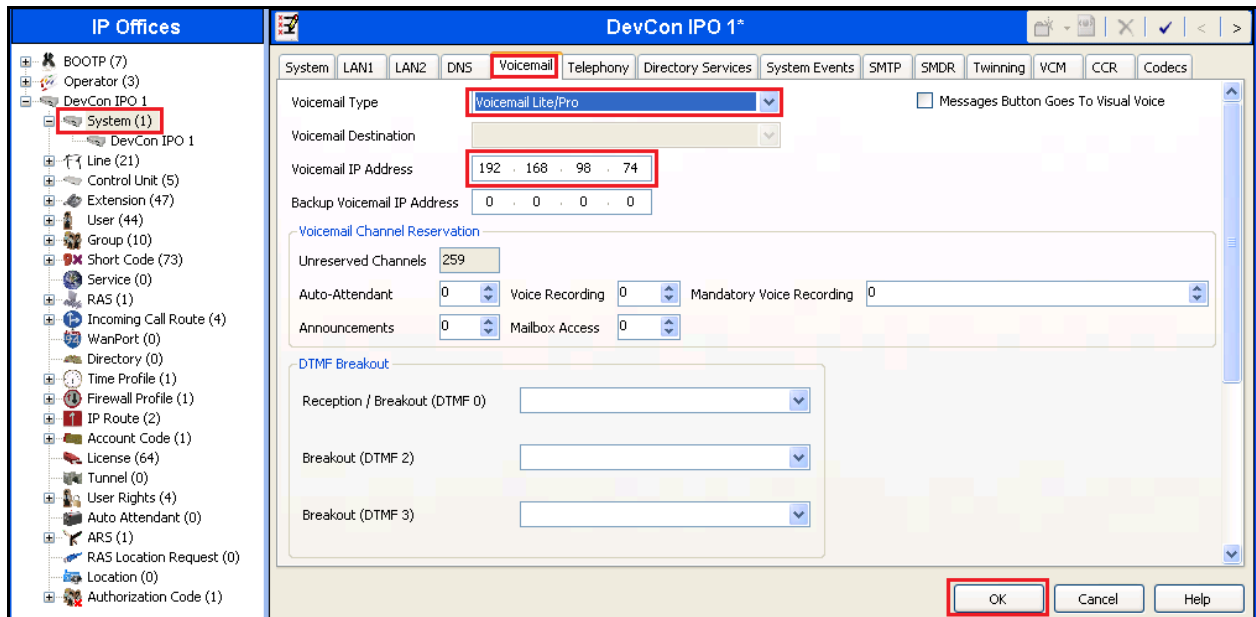 IP Offices
BOOTP (7)
Operator (3)
DevCon IPO 1
System (1)
DevCon IPO 1
Line (21)
Control Unit (5)
Extension (47)
User (44)
Group (10)
Short Code (73)
Service (0)
RAS (1)
Incoming Call Route (4)
WanPort (0)
Directory (0)
Time Profile (1)
Firewall Profile (1)
IP Route (2)
Account Code (1)
License (64)
Tunnel (0)
User Rights (4)
Auto Attendant (0)
ARS (1)
RAS Location Request (0)
Location (0)
Authorization Code (1)
DevCon IPO 1*
System LAN1 LAN2 DNS Voicemail Telephony Directory Services System Events SMTP SMDR Twinning VCM CCR Codecs
Voicemail Type Voicemail Lite/Pro Messages Button Goes To Visual Voice
Voicemail Destination
Voicemail IP Address 192 . 168 . 98 . 74
Backup Voicemail IP Address 0 . 0 . 0 . 0
Voicemail Channel Reservation
Unreserved Channels 259
Auto-Attendant 0 Voice Recording 0 Mandatory Voice Recording 0
Announcements 0 Mailbox Access 0
DTMF Breakout
Reception / Breakout (DTMF 0)
Breakout (DTMF 2)
Breakout (DTMF 3)
OK Cancel Help